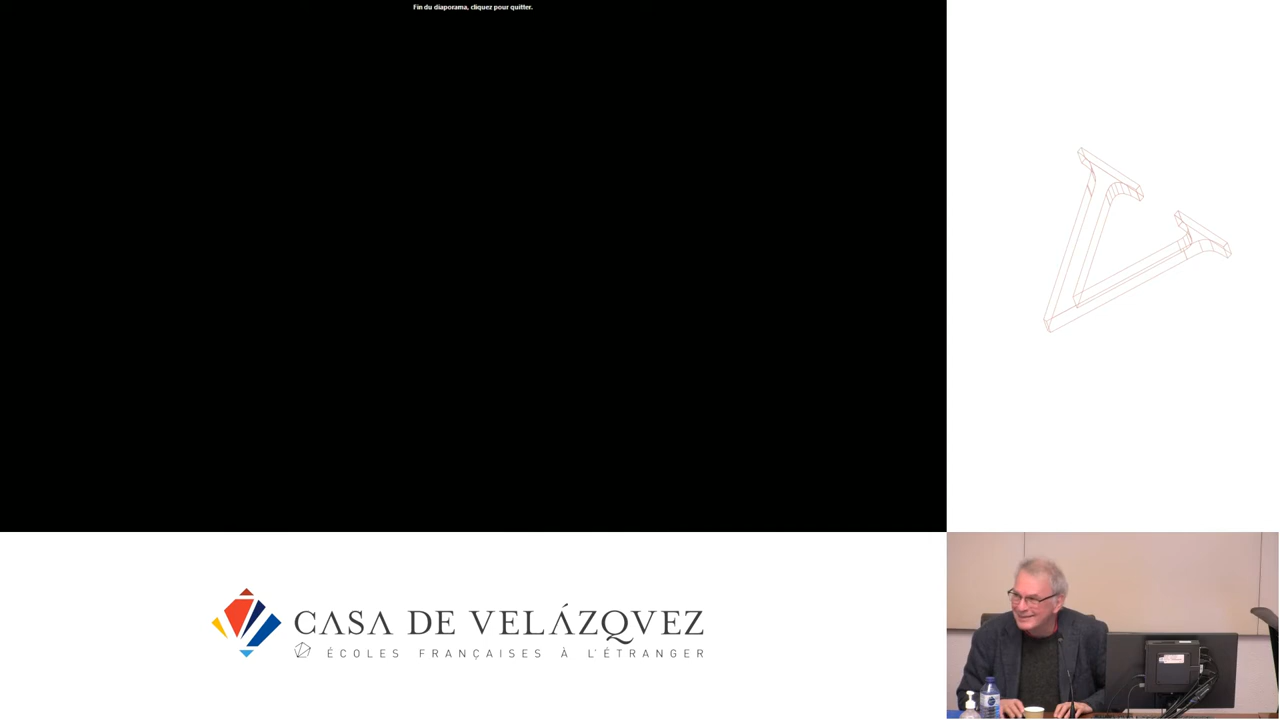 Fin du diaporama, cliquez pour quitter.
CASA DE VELÁZQVEZ
ÉCOLES FRANÇAISES À L'ÉTRANGER